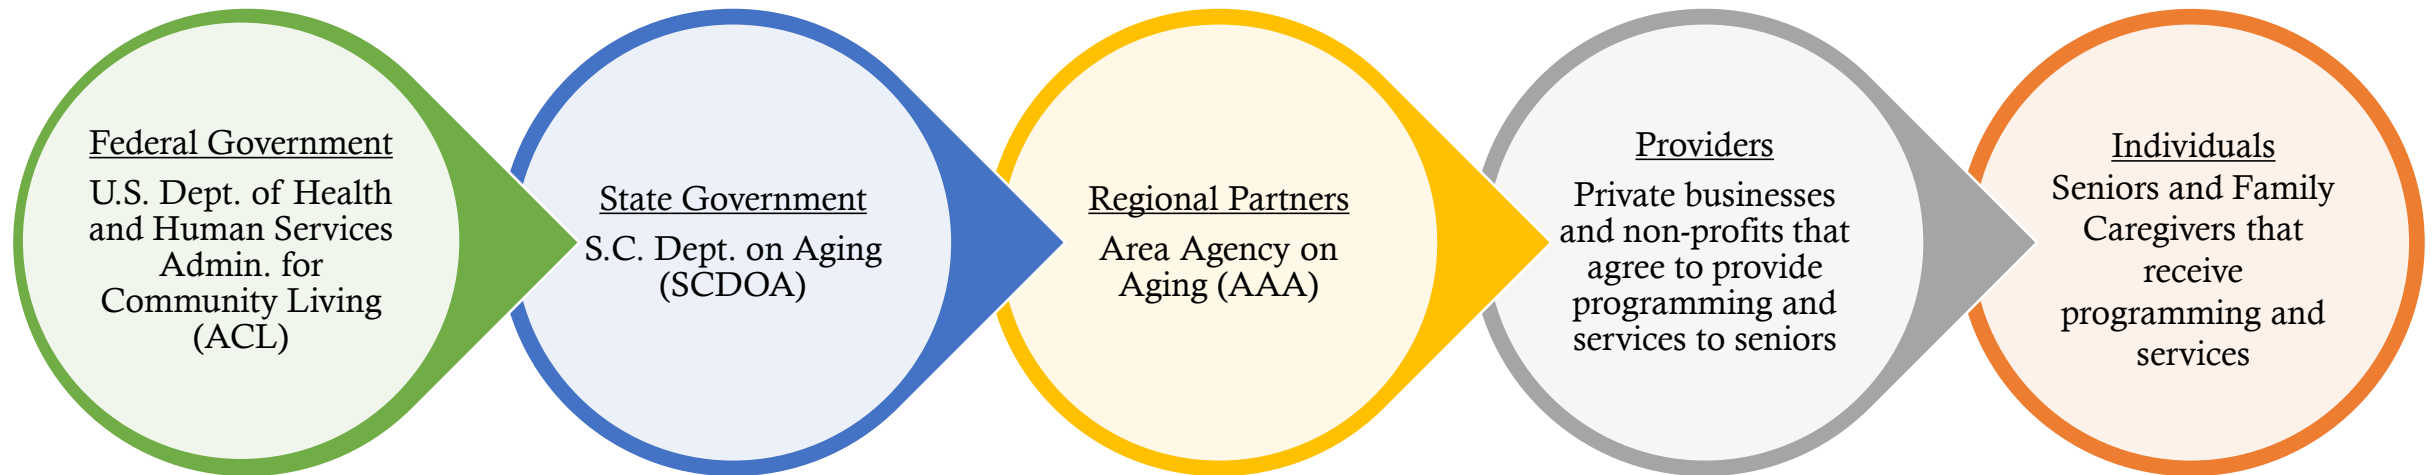 Federal Government
U.S. Dept. of Health
and Human Services
Admin. for
Community Living
(ACL)
State Government
S.C. Dept. on Aging
(SCDOA)
Regional Partners
Area Agency on
Aging (AAA)
Providers
Private businesses
and non-profits that
agree to provide
programming and
services to seniors
Individuals
Seniors and Family
Caregivers that
receive
programming and
services